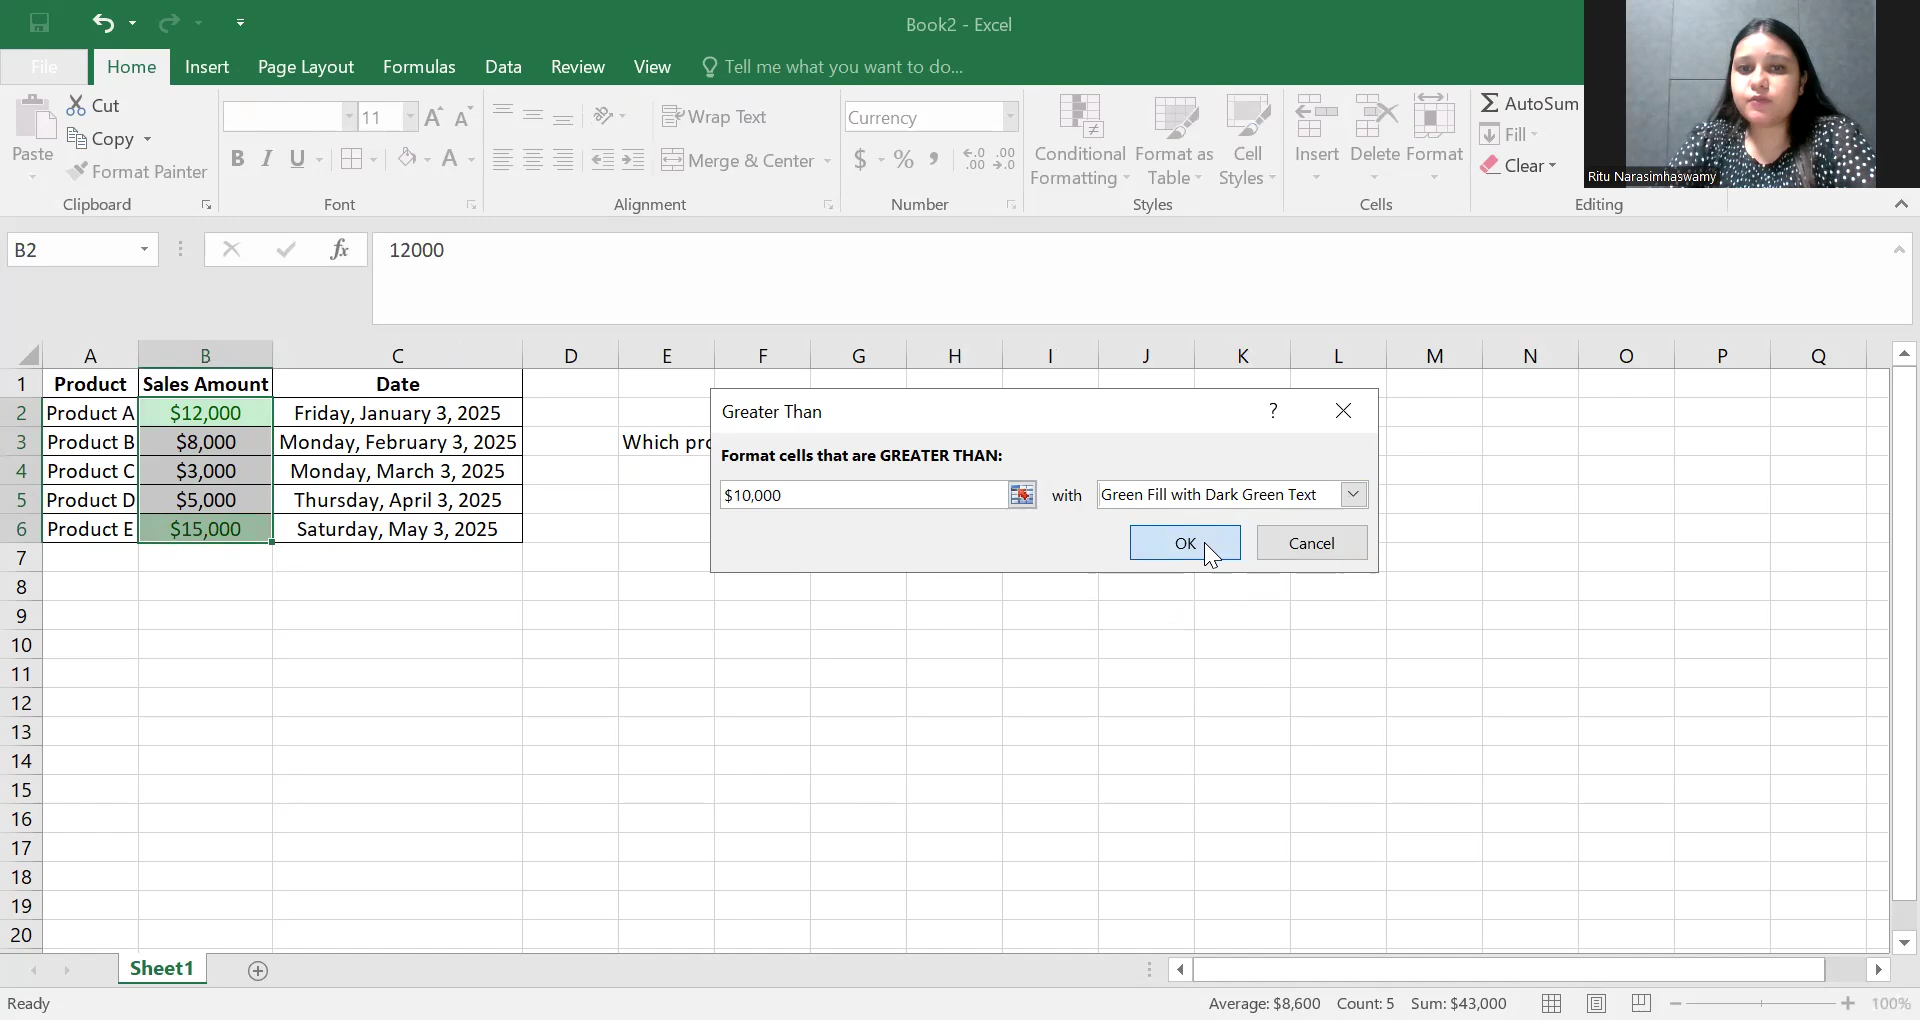 Book2 - Excel
File Home Insert Page Layout Formulas Data Review View Tell me what you want to do...
Cut
Copy
Format Painter
Paste
Clipboard
11
B I U
Font
Wrap Text
Merge & Center
Alignment
Currency
$ % ,
Number
Conditional Formatting
Format as Table
Cell Styles
Styles
Insert Delete Format
Cells
AutoSum
Fill
Clear
Editing
Ritu Narasimhaswamy
B2 fx 12000
A B C D E F G H I J K L M N O P Q
1 Product Sales Amount Date
2 Product A $12,000 Friday, January 3, 2025
3 Product B $8,000 Monday, February 3, 2025 Which pro
4 Product C $3,000 Monday, March 3, 2025
5 Product D $5,000 Thursday, April 3, 2025
6 Product E $15,000 Saturday, May 3, 2025
7
8
9
10
11
12
13
14
15
16
17
18
19
20
Greater Than ?
Format cells that are GREATER THAN:
$10,000 with Green Fill with Dark Green Text
OK Cancel
Sheet1
Ready Average: $8,600 Count: 5 Sum: $43,000 100%